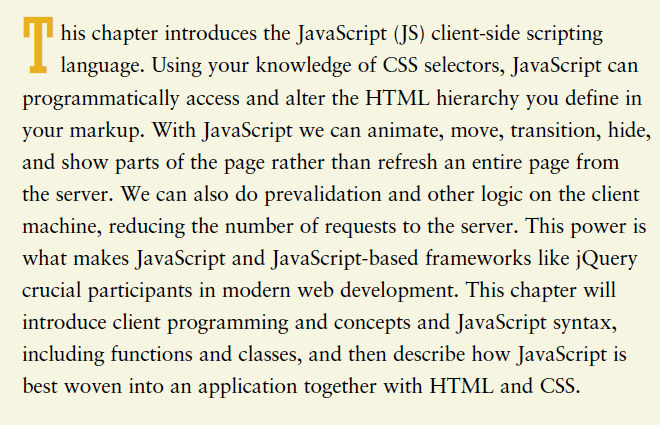 This chapter introduces the JavaScript (JS) client-side scripting
language. Using your knowledge of CSS selectors, JavaScript can
programmatically access and alter the HTML hierarchy you define in
your markup. With JavaScript we can animate, move, transition, hide,
and show parts of the page rather than refresh an entire page from
the server. We can also do prevalidation and other logic on the client
machine, reducing the number of requests to the server. This power is
what makes JavaScript and JavaScript-based frameworks like jQuery
crucial participants in modern web development. This chapter will
introduce client programming and concepts and JavaScript syntax,
including functions and classes, and then describe how JavaScript is
best woven into an application together with HTML and CSS.